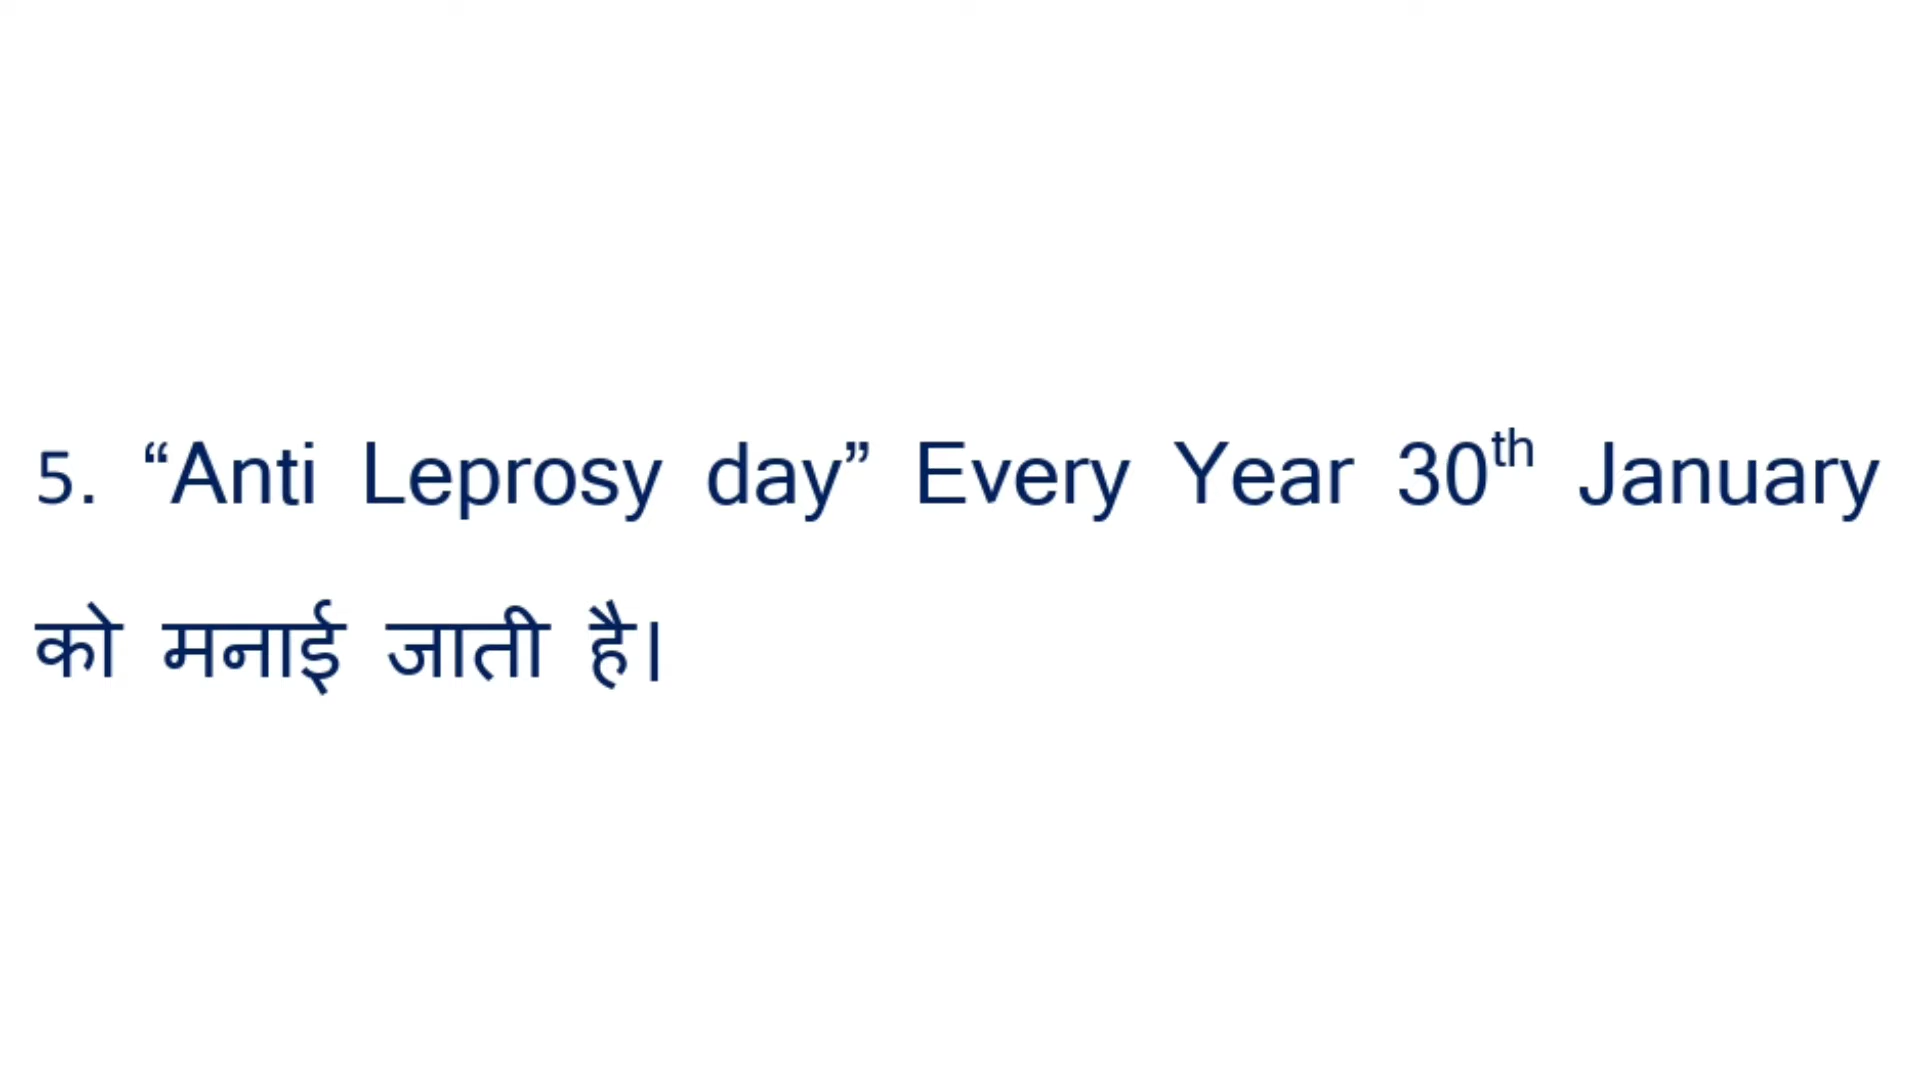 5. “Anti Leprosy day” Every Year 30th January
को मनाई जाती है।